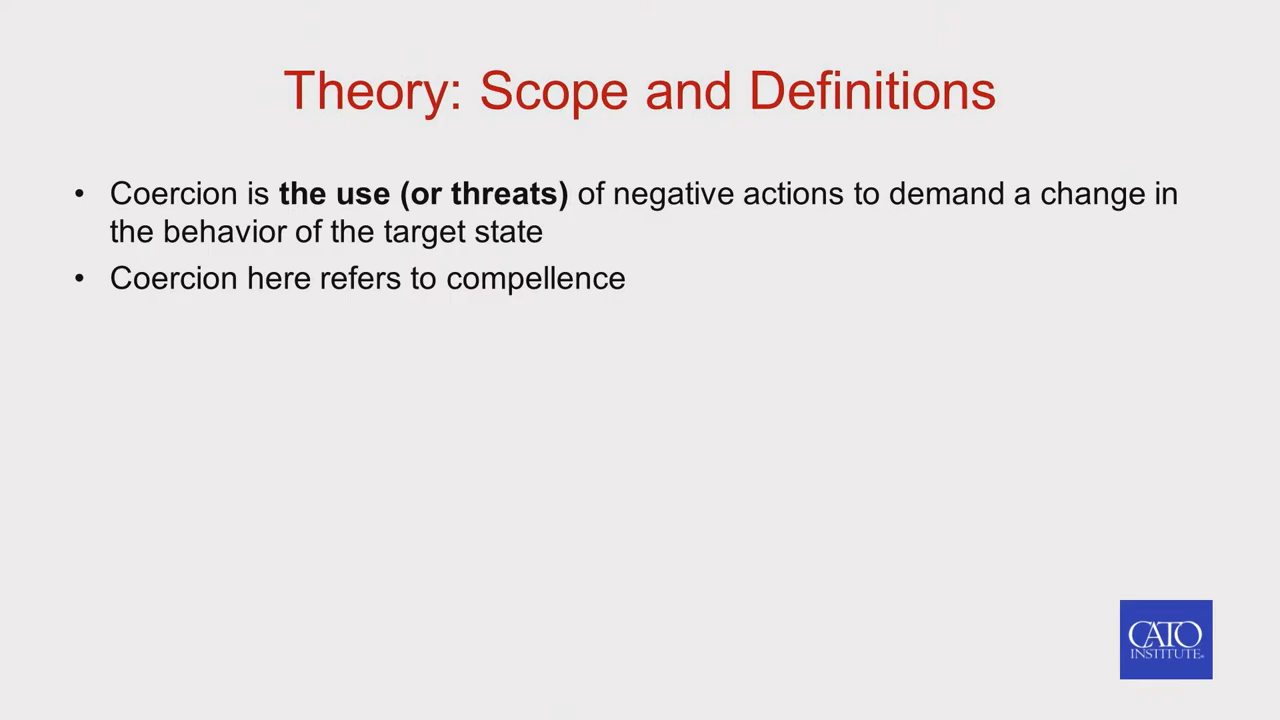 Theory: Scope and Definitions
• Coercion is the use (or threats) of negative actions to demand a change in
the behavior of the target state
• Coercion here refers to compellence
CATO
INSTITUTE